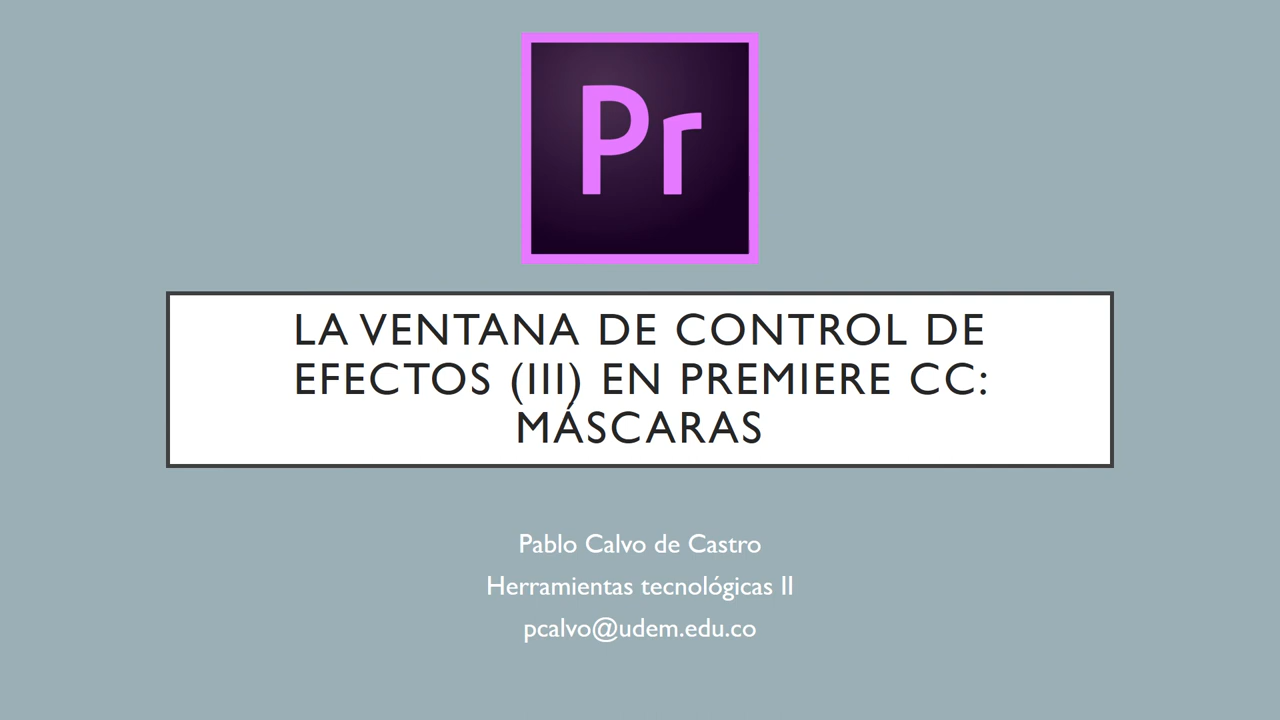 Pr
LA VENTANA DE CONTROL DE
EFECTOS (III) EN PREMIERE CC:
MÁSCARAS
Pablo Calvo de Castro
Herramientas tecnológicas II
pcalvo@udem.edu.co